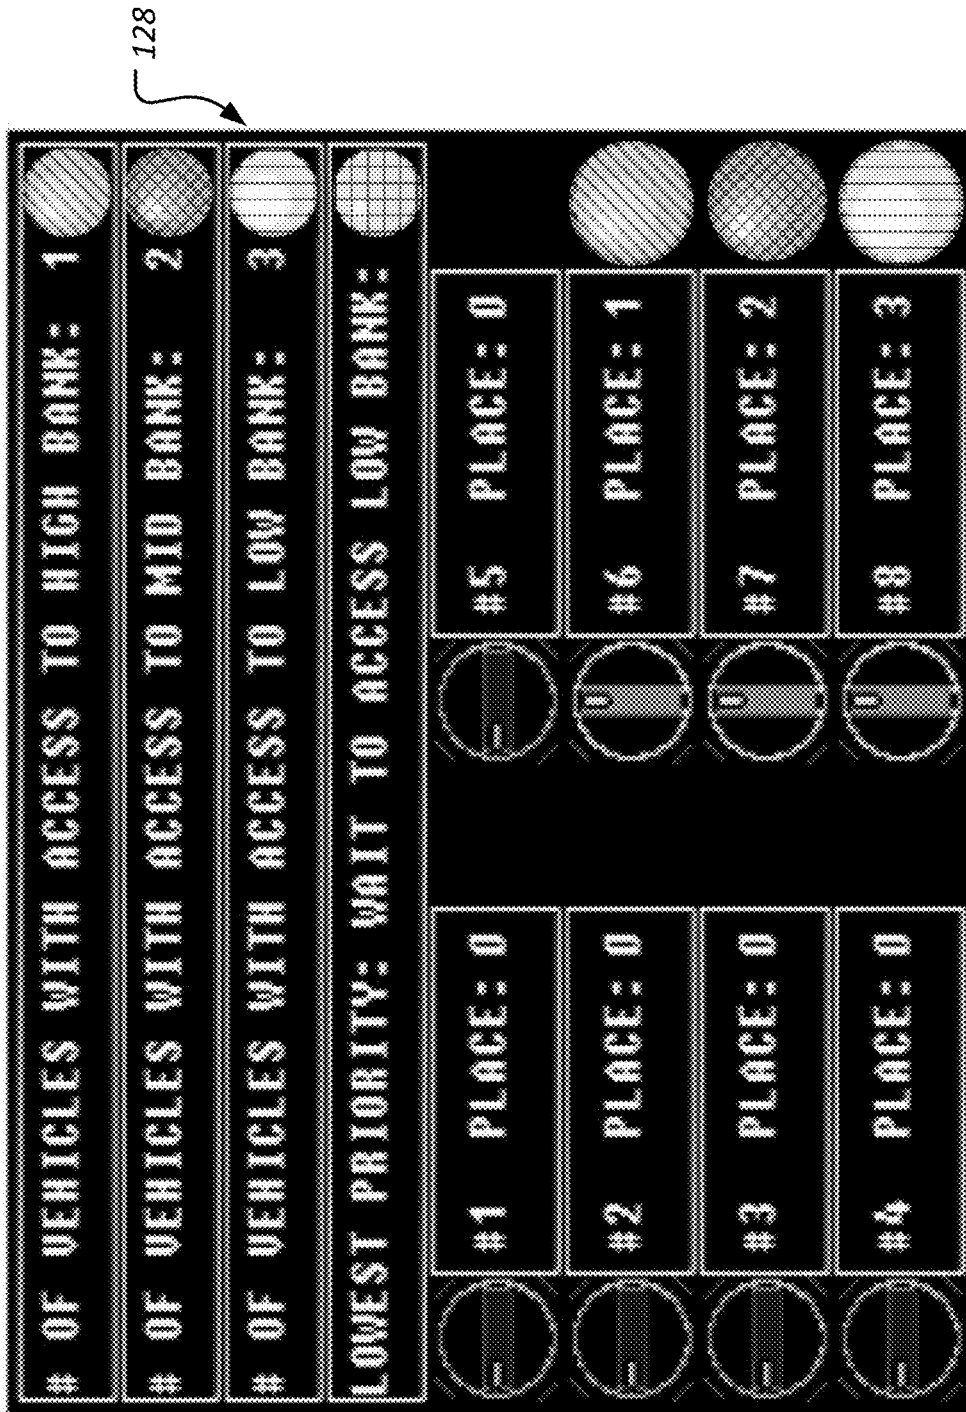 128
# OF VEHICLES WITH ACCESS TO HIGH BANK: 1
# OF VEHICLES WITH ACCESS TO MID BANK: 2
# OF VEHICLES WITH ACCESS TO LOW BANK: 3
LOWEST PRIORITY: WAIT TO ACCESS LOW BANK:
#1 PLACE: 0 #5 PLACE: 0
#2 PLACE: 0 #6 PLACE: 1
#3 PLACE: 0 #7 PLACE: 2
#4 PLACE: 0 #8 PLACE: 3